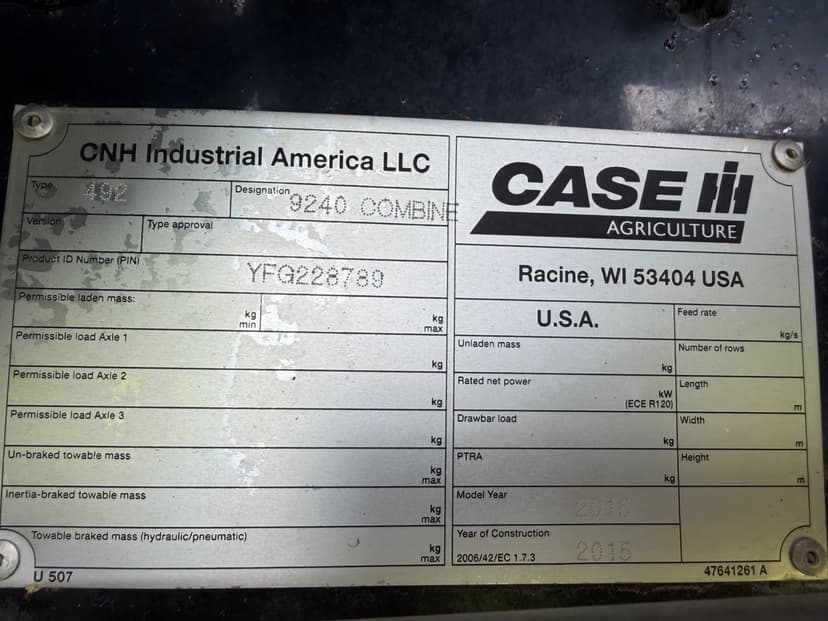 CNH Industrial America LLC
Type 492
Designation 9240 COMBINE
Version
Type approval
Product ID Number (PIN) YFG228789
Permissible laden mass:
kg min
kg max
Permissible load Axle 1
kg
Permissible load Axle 2
kg
Permissible load Axle 3
kg
Un-braked towable mass
kg max
Inertia-braked towable mass
kg max
Towable braked mass (hydraulic/pneumatic)
kg max
U 507
CASE IH
AGRICULTURE
Racine, WI 53404 USA
U.S.A.
Feed rate
kg/s
Unladen mass
kg
Number of rows
Rated net power
kW
(ECE R120)
Length
m
Drawbar load
kg
Width
m
PTRA
kg
Height
m
Model Year 2016
Year of Construction
2006/42/EC 1.7.3 2015
47641261 A